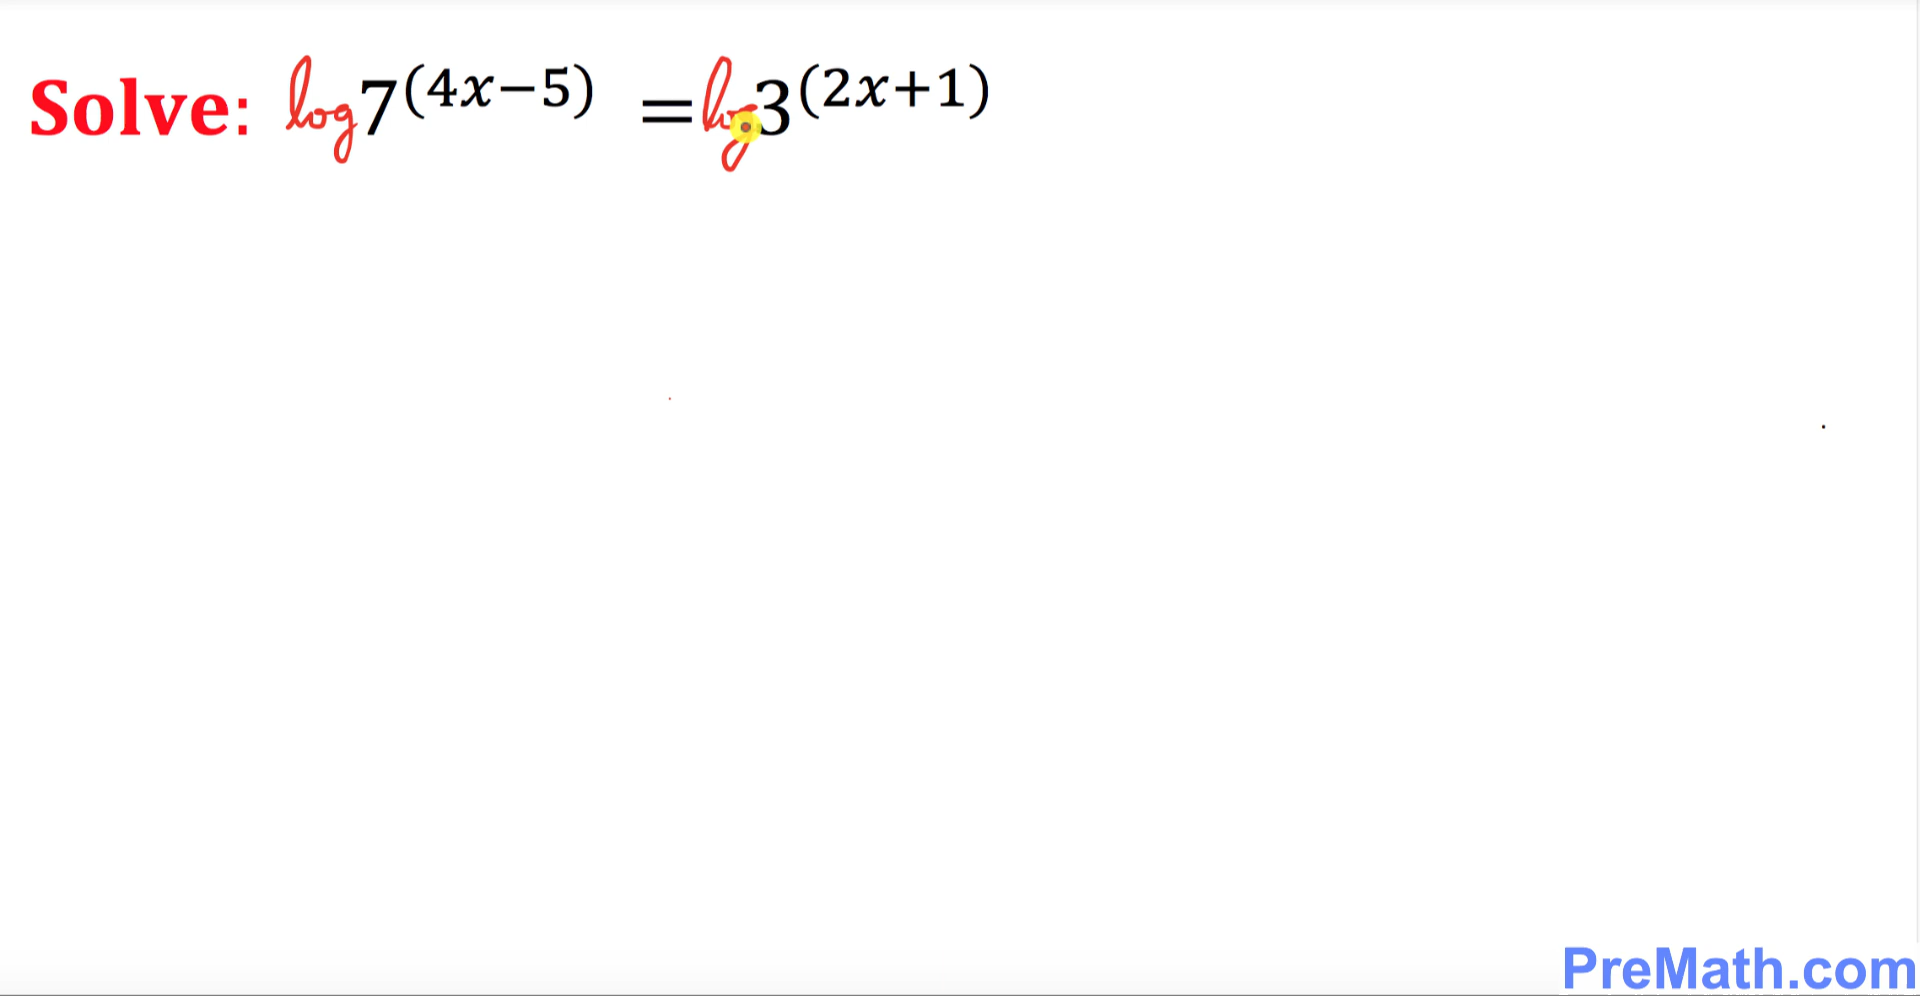 Solve: log 7^(4x−5) = log 3^(2x+1)
PreMath.com